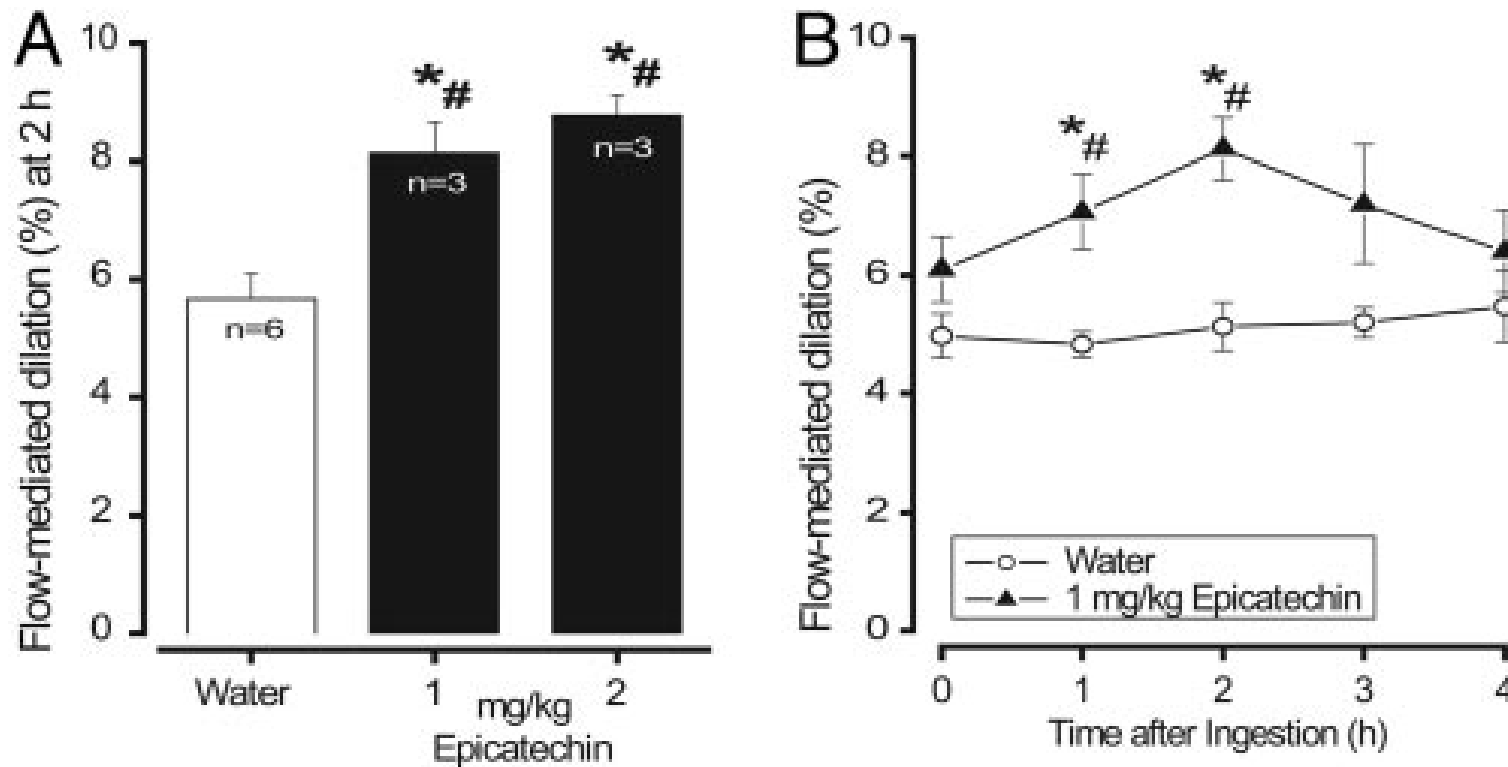 A
Flow-mediated dilation (%) at 2 h
10
8
6
4
2
0
*#
*#
n=6
n=3
n=3
Water
1
mg/kg
2
Epicatechin
B
Flow-mediated dilation (%)
10
8
6
4
2
0
*#
*#
Water
1 mg/kg Epicatechin
0 1 2 3 4
Time after Ingestion (h)